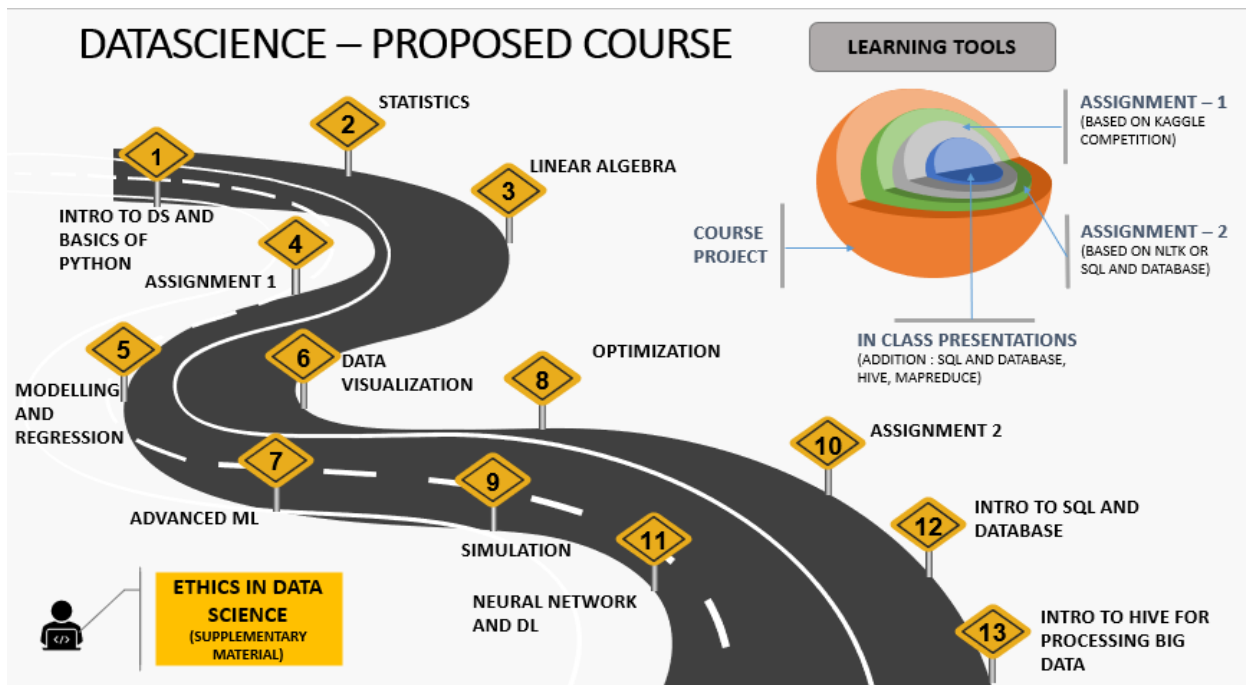 DATASCIENCE – PROPOSED COURSE
LEARNING TOOLS
1
INTRO TO DS AND
BASICS OF
PYTHON
2
STATISTICS
3
LINEAR ALGEBRA
4
ASSIGNMENT 1
5
MODELLING
AND
REGRESSION
6
DATA
VISUALIZATION
7
ADVANCED ML
8
OPTIMIZATION
9
SIMULATION
10
ASSIGNMENT 2
11
NEURAL NETWORK
AND DL
12
INTRO TO SQL AND
DATABASE
13
INTRO TO HIVE FOR
PROCESSING BIG
DATA
ASSIGNMENT – 1
(BASED ON KAGGLE
COMPETITION)
COURSE
PROJECT
ASSIGNMENT – 2
(BASED ON NLTK OR
SQL AND DATABASE)
IN CLASS PRESENTATIONS
(ADDITION : SQL AND DATABASE,
HIVE, MAPREDUCE)
ETHICS IN DATA
SCIENCE
(SUPPLEMENTARY
MATERIAL)